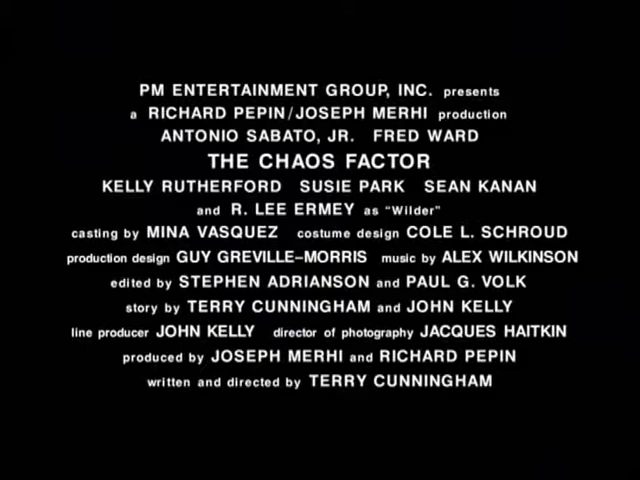 PM ENTERTAINMENT GROUP, INC. presents
a RICHARD PEPIN/JOSEPH MERHI production
ANTONIO SABATO, JR. FRED WARD
THE CHAOS FACTOR
KELLY RUTHERFORD SUSIE PARK SEAN KANAN
and R. LEE ERMEY as "Wilder"
casting by MINA VASQUEZ costume design COLE L. SCHROUD
production design GUY GREVILLE-MORRIS music by ALEX WILKINSON
edited by STEPHEN ADRIANSON and PAUL G. VOLK
story by TERRY CUNNINGHAM and JOHN KELLY
line producer JOHN KELLY director of photography JACQUES HAITKIN
produced by JOSEPH MERHI and RICHARD PEPIN
written and directed by TERRY CUNNINGHAM